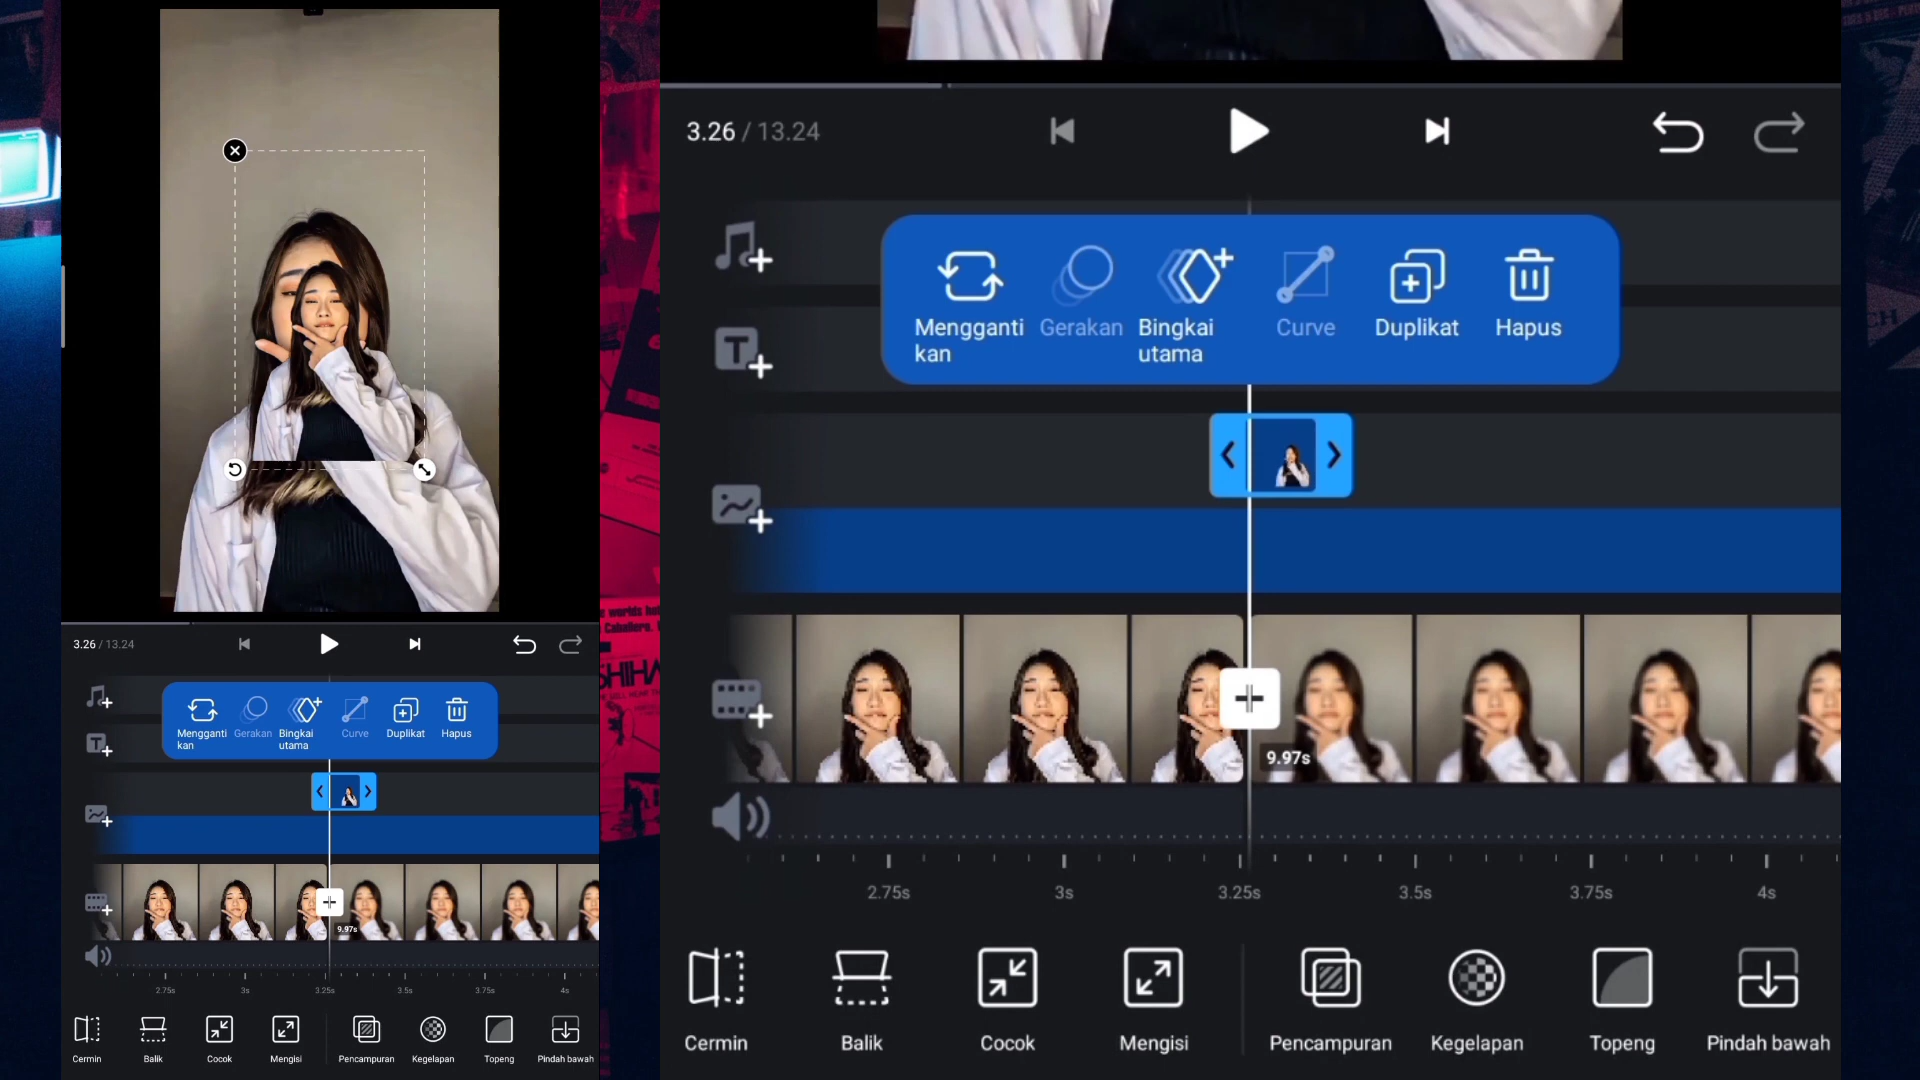 3.26 / 13.24
Mengganti
kan
Gerakan
Bingkai
utama
Curve
Duplikat
Hapus
9.97s
2.75s
3s
3.25s
3.5s
3.75s
4s
Cermin
Balik
Cocok
Mengisi
Pencampuran
Kegelapan
Topeng
Pindah bawah
3.26 / 13.24
Mengganti
kan
Gerakan
Bingkai
utama
Curve
Duplikat
Hapus
9.97s
2.75s
3s
3.25s
3.5s
3.75s
4s
Cermin
Balik
Cocok
Mengisi
Pencampuran
Kegelapan
Topeng
Pindah bawah